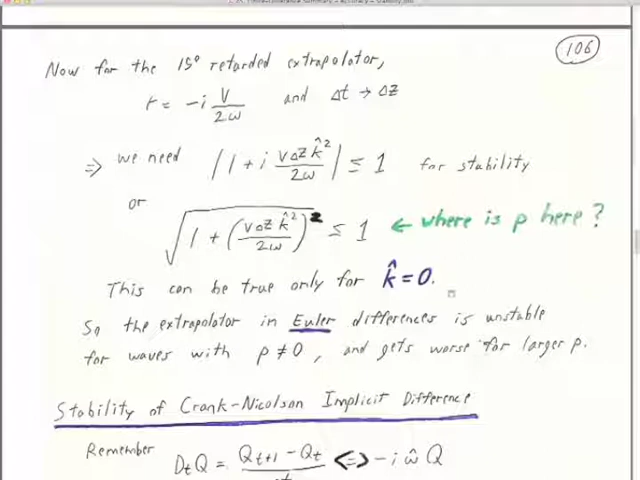 106
Now for the 15° retarded extrapolator,
r = -i V/2ω and Δt → Δz
⇒ we need |1 + i VΔz k̂²/2ω| ≤ 1 for stability
or
√(1 + (VΔz k̂²/2ω)²) ≤ 1 ← where is p here?
This can be true only for k̂ = 0.
So the extrapolator in Euler differences is unstable
for waves with p ≠ 0, and gets worse for larger p.
Stability of Crank-Nicolson Implicit Difference
Remember DtQ = Qt+1 - Qt ⇔ -i ω̂ Q